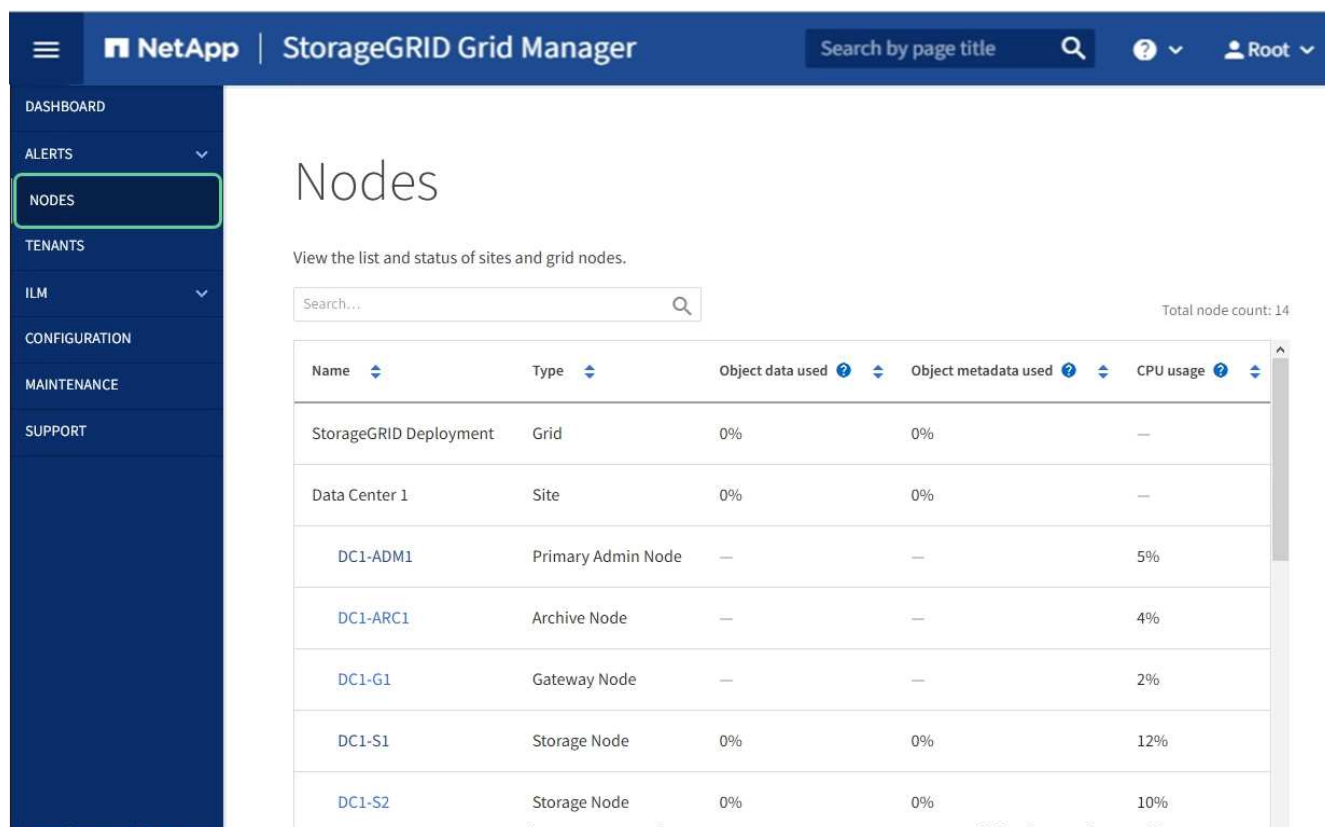 NetApp | StorageGRID Grid Manager Search by page title Root
DASHBOARD
ALERTS
NODES
TENANTS
ILM
CONFIGURATION
MAINTENANCE
SUPPORT
Nodes
View the list and status of sites and grid nodes.
Search...
Total node count: 14
Name Type Object data used Object metadata used CPU usage
StorageGRID Deployment Grid 0% 0% —
Data Center 1 Site 0% 0% —
DC1-ADM1 Primary Admin Node — — 5%
DC1-ARC1 Archive Node — — 4%
DC1-G1 Gateway Node — — 2%
DC1-S1 Storage Node 0% 0% 12%
DC1-S2 Storage Node 0% 0% 10%